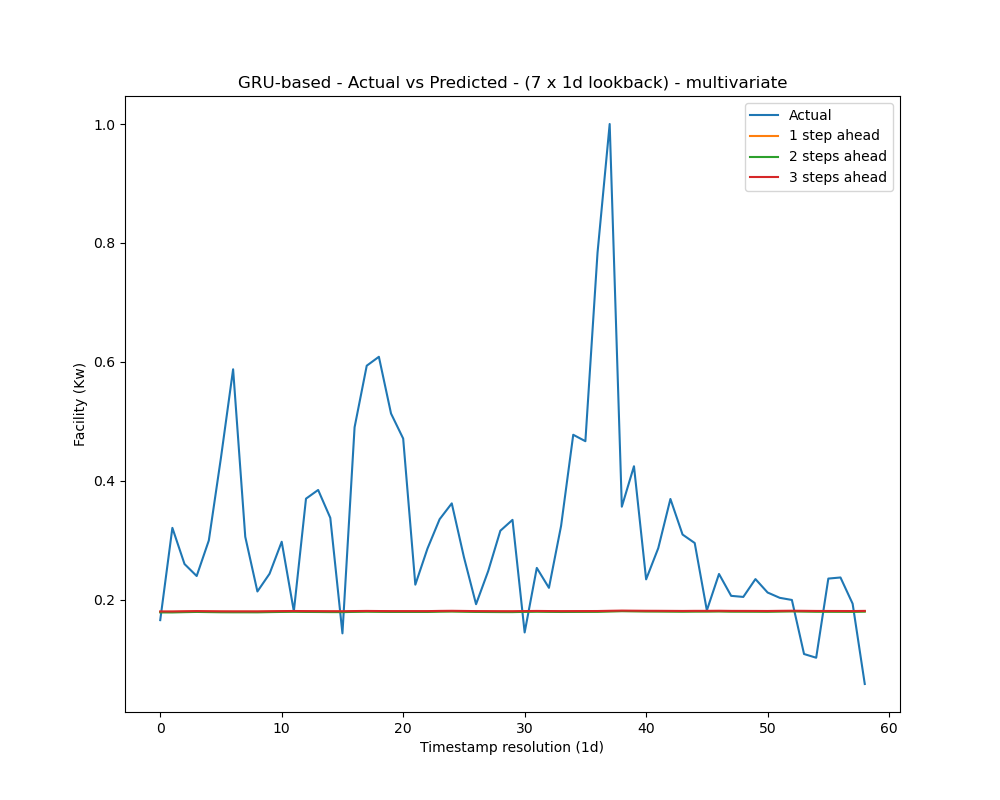 GRU-based - Actual vs Predicted - (7 x 1d lookback) - multivariate
Actual
1 step ahead
2 steps ahead
3 steps ahead
1.0
0.8
0.6
0.4
0.2
Facility (Kw)
0 10 20 30 40 50 60
Timestamp resolution (1d)